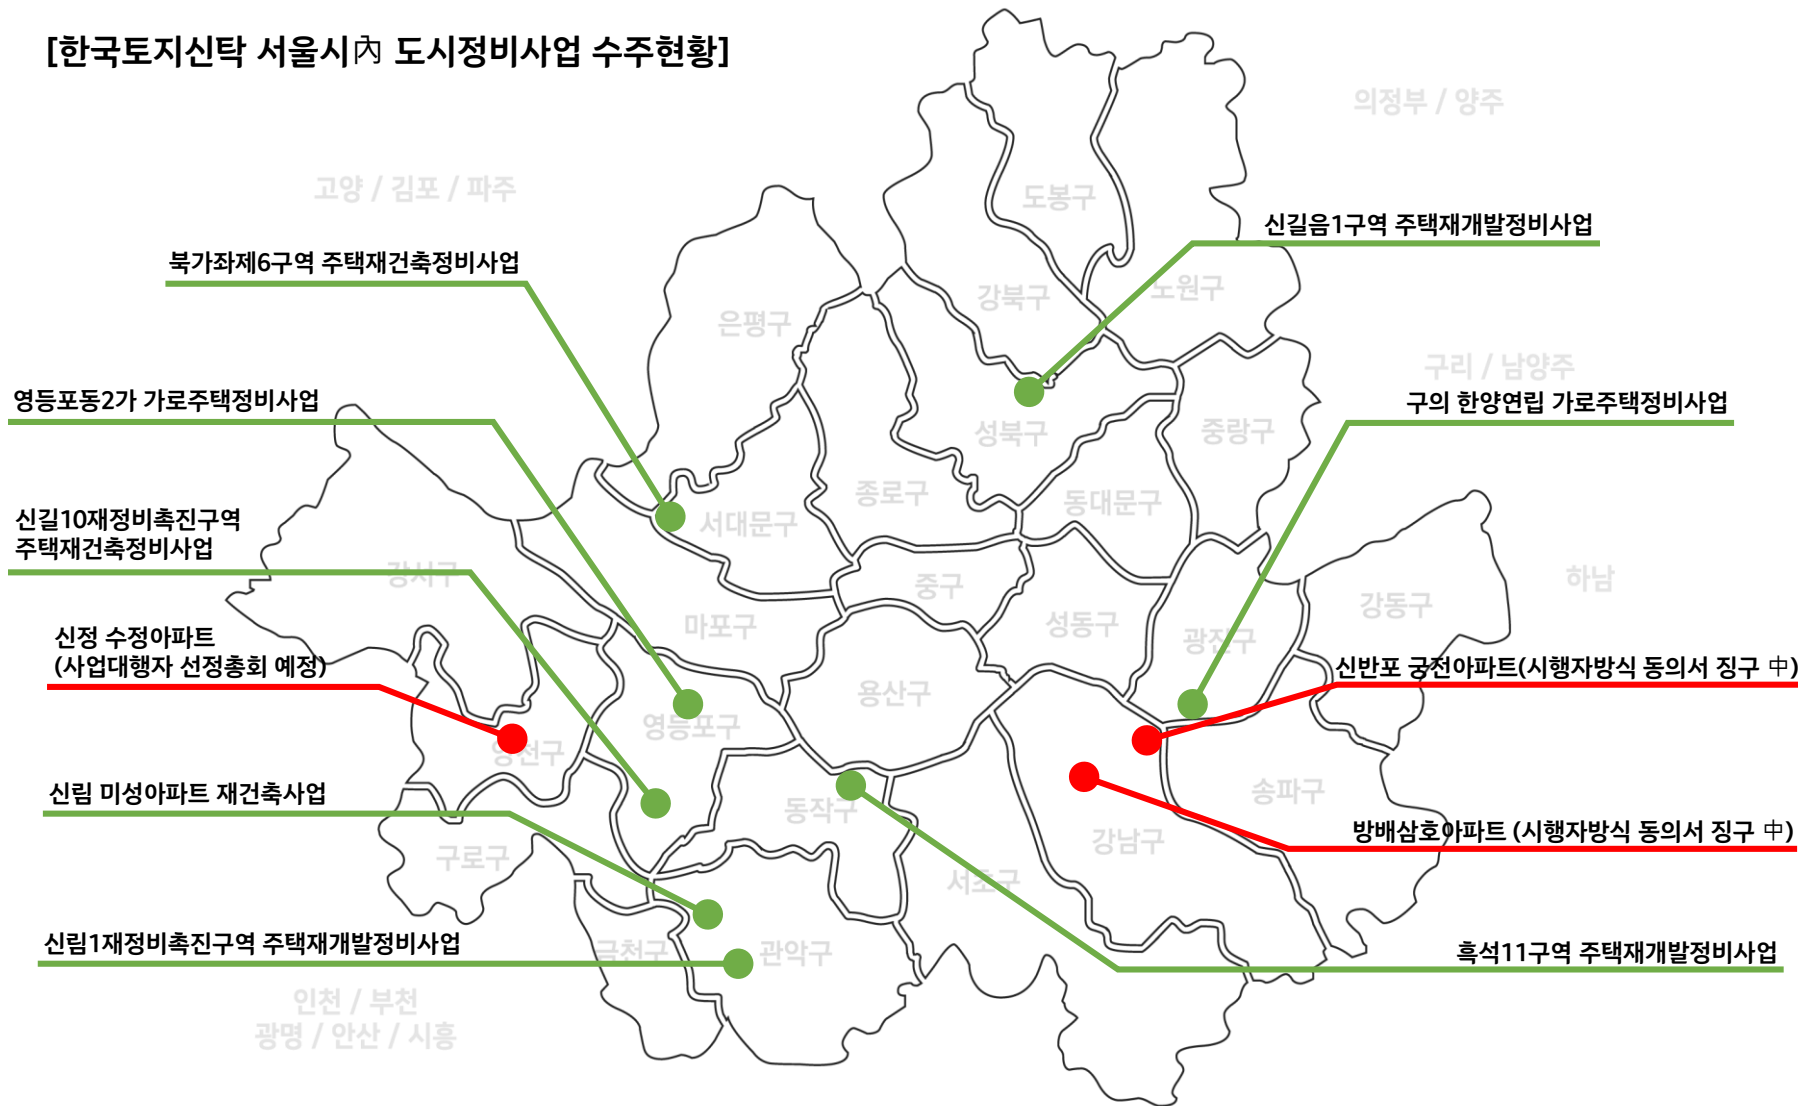 [한국토지신탁 서울시內 도시정비사업 수주현황]
의정부 / 양주
고양 / 김포 / 파주
도봉구
신길음1구역 주택재개발정비사업
북가좌제6구역 주택재건축정비사업
강북구
노원구
은평구
구리 / 남양주
영등포동2가 가로주택정비사업
구의 한양연립 가로주택정비사업
성북구
중랑구
종로구
동대문구
서대문구
신길10재정비촉진구역
주택재건축정비사업
강서구
중구
하남
강동구
마포구
성동구
광진구
신정 수정아파트
(사업대행자 선정총회 예정)
신반포 궁전아파트(시행자방식 동의서 징구 中)
용산구
영등포구
양천구
신림 미성아파트 재건축사업
동작구
송파구
방배삼호아파트 (시행자방식 동의서 징구 中)
강남구
구로구
서초구
신림1재정비촉진구역 주택재개발정비사업
금천구
관악구
흑석11구역 주택재개발정비사업
인천 / 부천
광명 / 안산 / 시흥